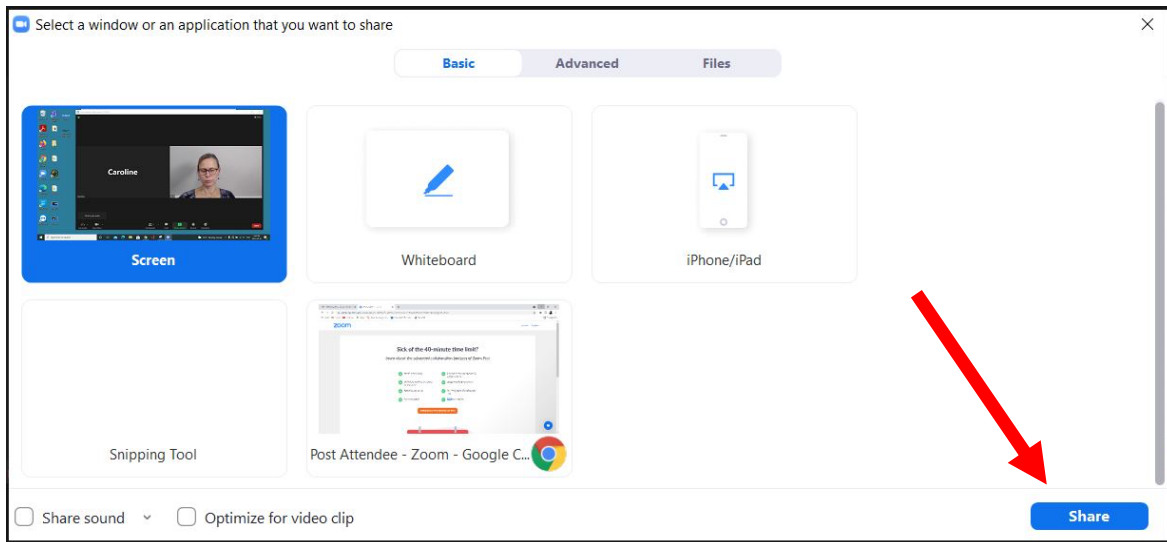 Select a window or an application that you want to share
Basic Advanced Files
Caroline
Screen
Whiteboard
iPhone/iPad
zoom
Sick of the 40-minute time limit?
Snipping Tool
Post Attendee - Zoom - Google C...
Share sound
Optimize for video clip
Share